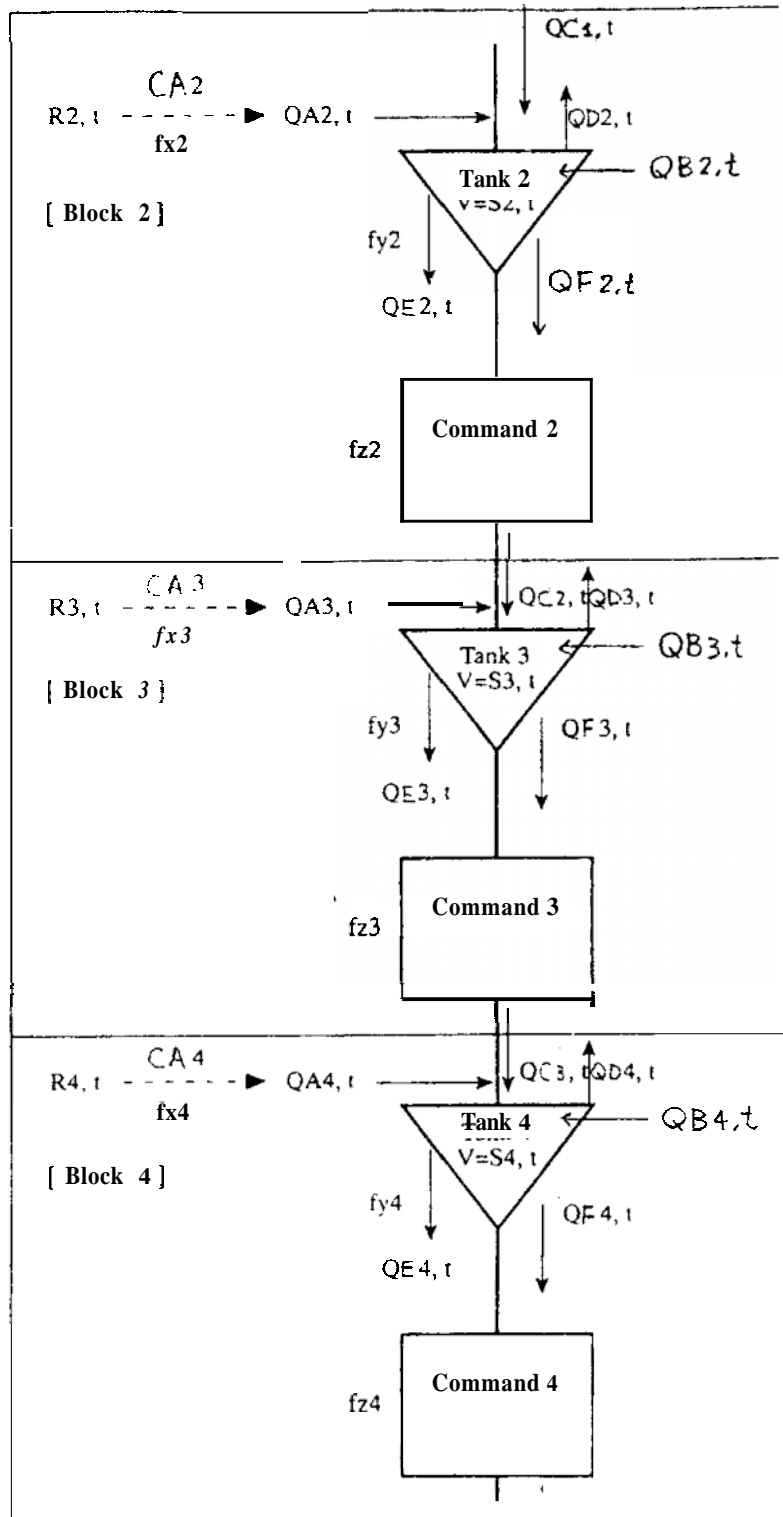 QC1, t
CA2
R2, t QA2, t QD2, t
fx2
Tank 2 QB2, t
V=S2, t
[ Block 2 ]
fy2
QE2, t QF2, t
Command 2
fz2
CA3
R3, t QA3, t QC2, t QD3, t
fx3
Tank 3 QB3, t
V=S3, t
[ Block 3 ]
fy3 QF3, t
QE3, t
Command 3
fz3
CA4
R4, t QA4, t QC3, t QD4, t
fx4
Tank 4 QB4, t
V=S4, t
[ Block 4 ]
fy4 QF4, t
QE4, t
Command 4
fz4